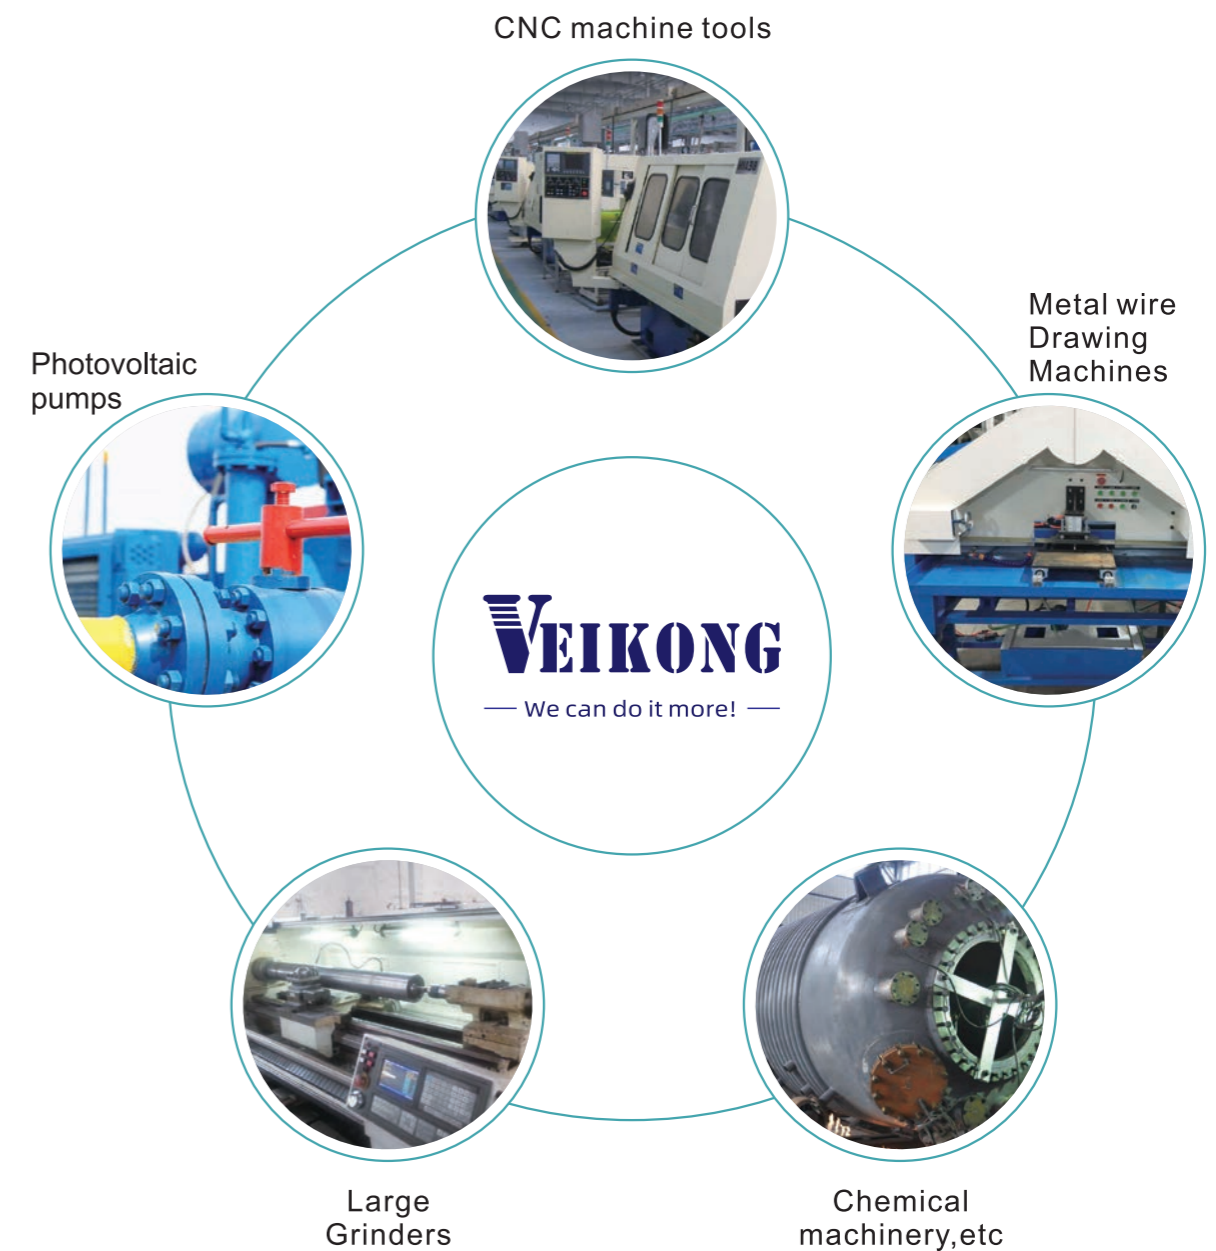 CNC machine tools
Metal wire
Drawing
Machines
Photovoltaic
pumps
VEIKONG
We can do it more!
Large
Grinders
Chemical
machinery,etc